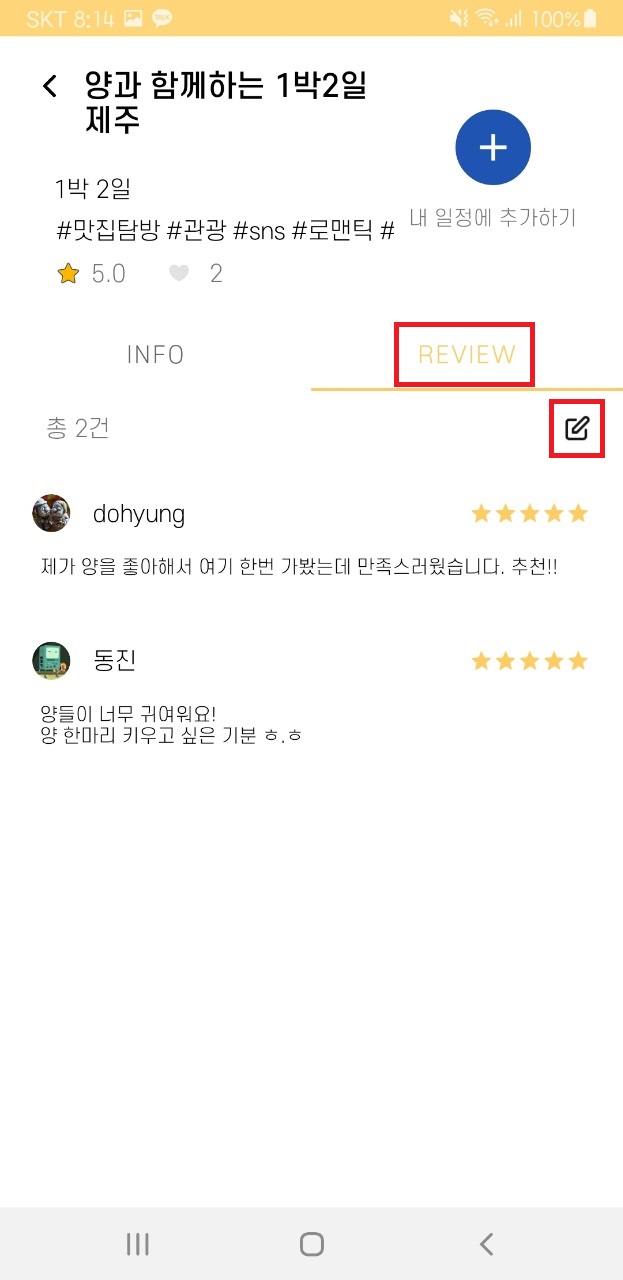 SKT 8:14 TALK 100%
양과 함께하는 1박2일
제주
1박 2일
#맛집탐방 #관광 #sns #로맨틱 #
내 일정에 추가하기
5.0 2
INFO REVIEW
총 2건
dohyung
제가 양을 좋아해서 여기 한번 가봤는데 만족스러웠습니다. 추천!!
동진
양들이 너무 귀여워요!
양 한마리 키우고 싶은 기분 ㅎ.ㅎ